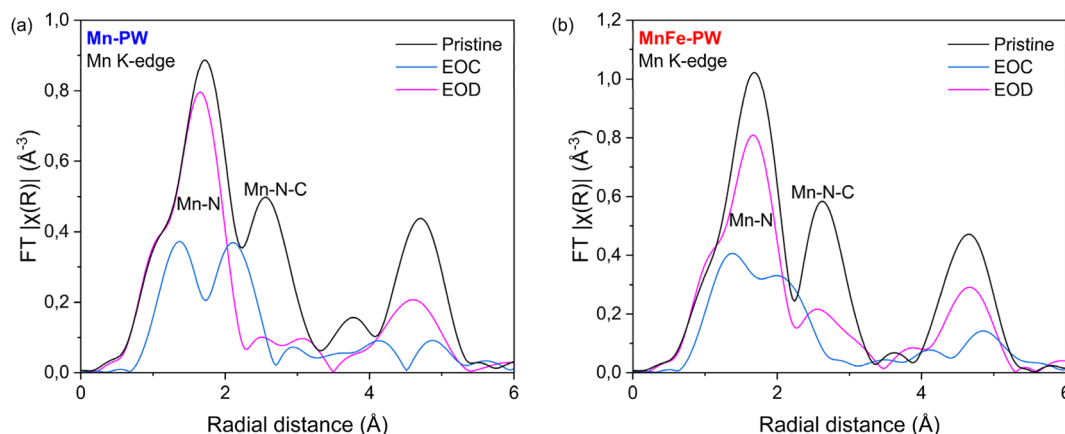 (a)
Mn-PW
Mn K-edge
Pristine
EOC
EOD
Mn-N
Mn-N-C
FT |χ(R)| (Å-³)
1,0
0,8
0,6
0,4
0,2
0,0
0
2
4
6
Radial distance (Å)
(b)
MnFe-PW
Mn K-edge
Pristine
EOC
EOD
Mn-N-C
Mn-N
FT |χ(R)| (Å-³)
1,2
1,0
0,8
0,6
0,4
0,2
0,0
0
2
4
6
Radial distance (Å)